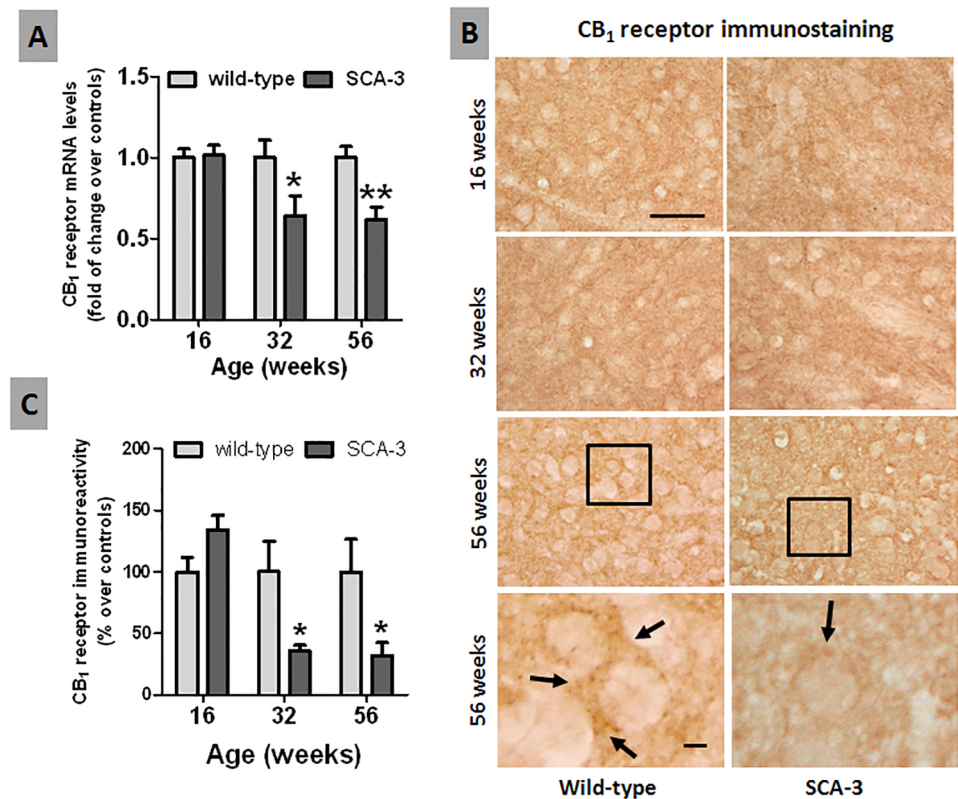 A
CB1 receptor mRNA levels
(fold of change over controls)
1.5
1.0
0.5
0.0
wild-type
SCA-3
*
**
16
32
56
Age (weeks)
B
CB1 receptor immunostaining
16 weeks
32 weeks
56 weeks
56 weeks
Wild-type
SCA-3
C
CB1 receptor immunoreactivity
(% over controls)
200
150
100
50
0
wild-type
SCA-3
*
*
16
32
56
Age (weeks)